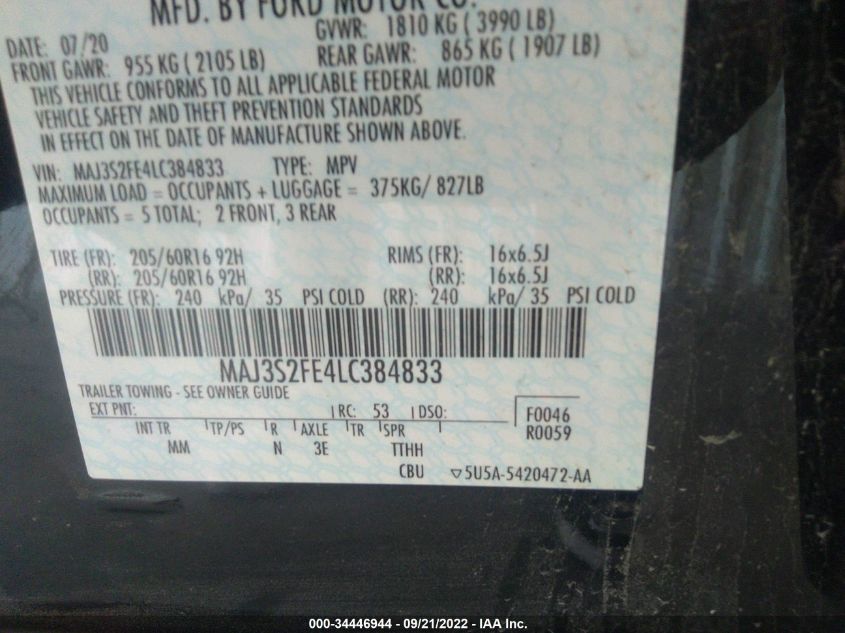 MFD. BY FORD MOTOR CO.
DATE: 07/20 GVWR: 1810 KG ( 3990 LB)
FRONT GAWR: 955 KG ( 2105 LB) REAR GAWR: 865 KG ( 1907 LB)
THIS VEHICLE CONFORMS TO ALL APPLICABLE FEDERAL MOTOR
VEHICLE SAFETY AND THEFT PREVENTION STANDARDS
IN EFFECT ON THE DATE OF MANUFACTURE SHOWN ABOVE.
VIN: MAJ3S2FE4LC384833 TYPE: MPV
MAXIMUM LOAD = OCCUPANTS + LUGGAGE = 375KG/ 827LB
OCCUPANTS = 5 TOTAL; 2 FRONT, 3 REAR
TIRE (FR): 205/60R16 92H RIMS (FR): 16x6.5J
(RR): 205/60R16 92H (RR): 16x6.5J
PRESSURE (FR): 240 kPa/ 35 PSI COLD (RR): 240 kPa/ 35 PSI COLD
MAJ3S2FE4LC384833
TRAILER TOWING - SEE OWNER GUIDE
EXT PNT: RC: 53 DSO: F0046
R0059
INT TR TP/PS R AXLE TR SPR
MM N 3E TTHH
CBU 5U5A-5420472-AA
000-34446944 - 09/21/2022 - IAA Inc.